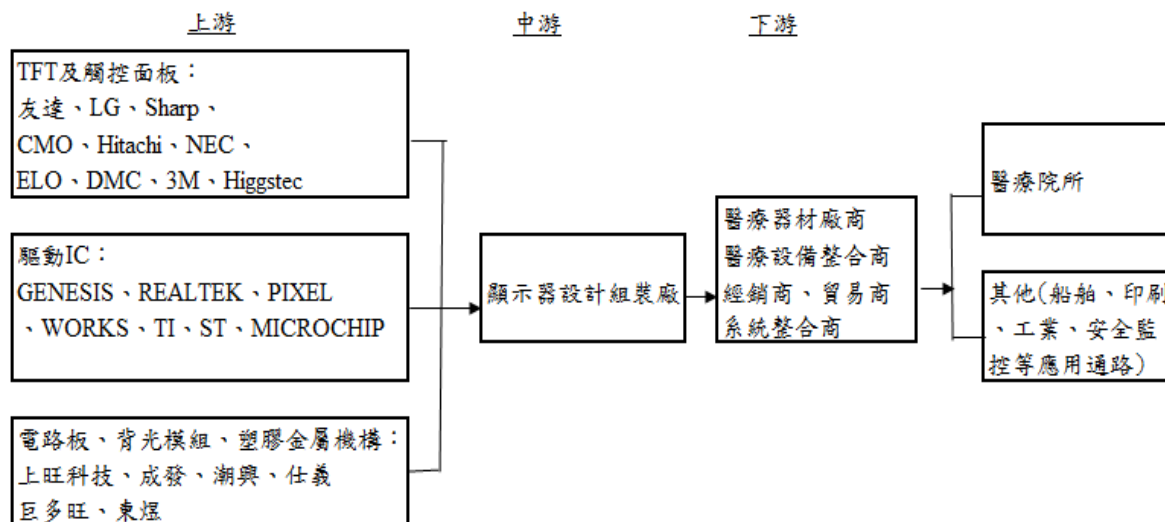 上游
中游
下游
TFT及觸控面板：
友達、LG、Sharp、
CMO、Hitachi、NEC、
ELO、DMC、3M、Higgstec
驅動IC：
GENESIS、REALTEK、PIXEL
、WORKS、TI、ST、MICROCHIP
電路板、背光模組、塑膠金屬機構：
上旺科技、成發、潮興、仕義
巨多旺、東煜
顯示器設計組裝廠
醫療器材廠商
醫療設備整合商
經銷商、貿易商
系統整合商
醫療院所
其他(船舶、印刷
、工業、安全監
控等應用通路)